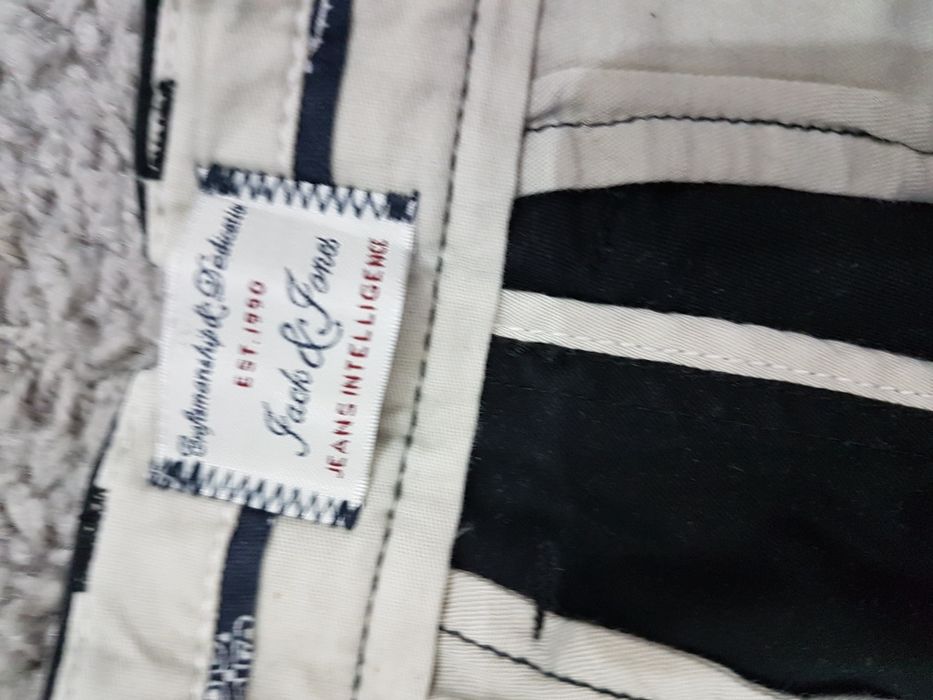 Craftsmanship & Dedication
EST. 1990
Jack & Jones
JEANS INTELLIGENCE